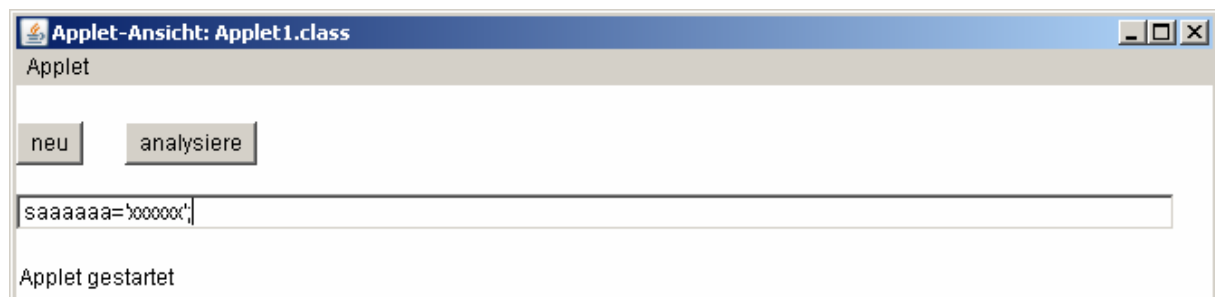 Applet-Ansicht: Applet1.class
Applet
neu analysiere
saaaaaa='xxxxxx';
Applet gestartet